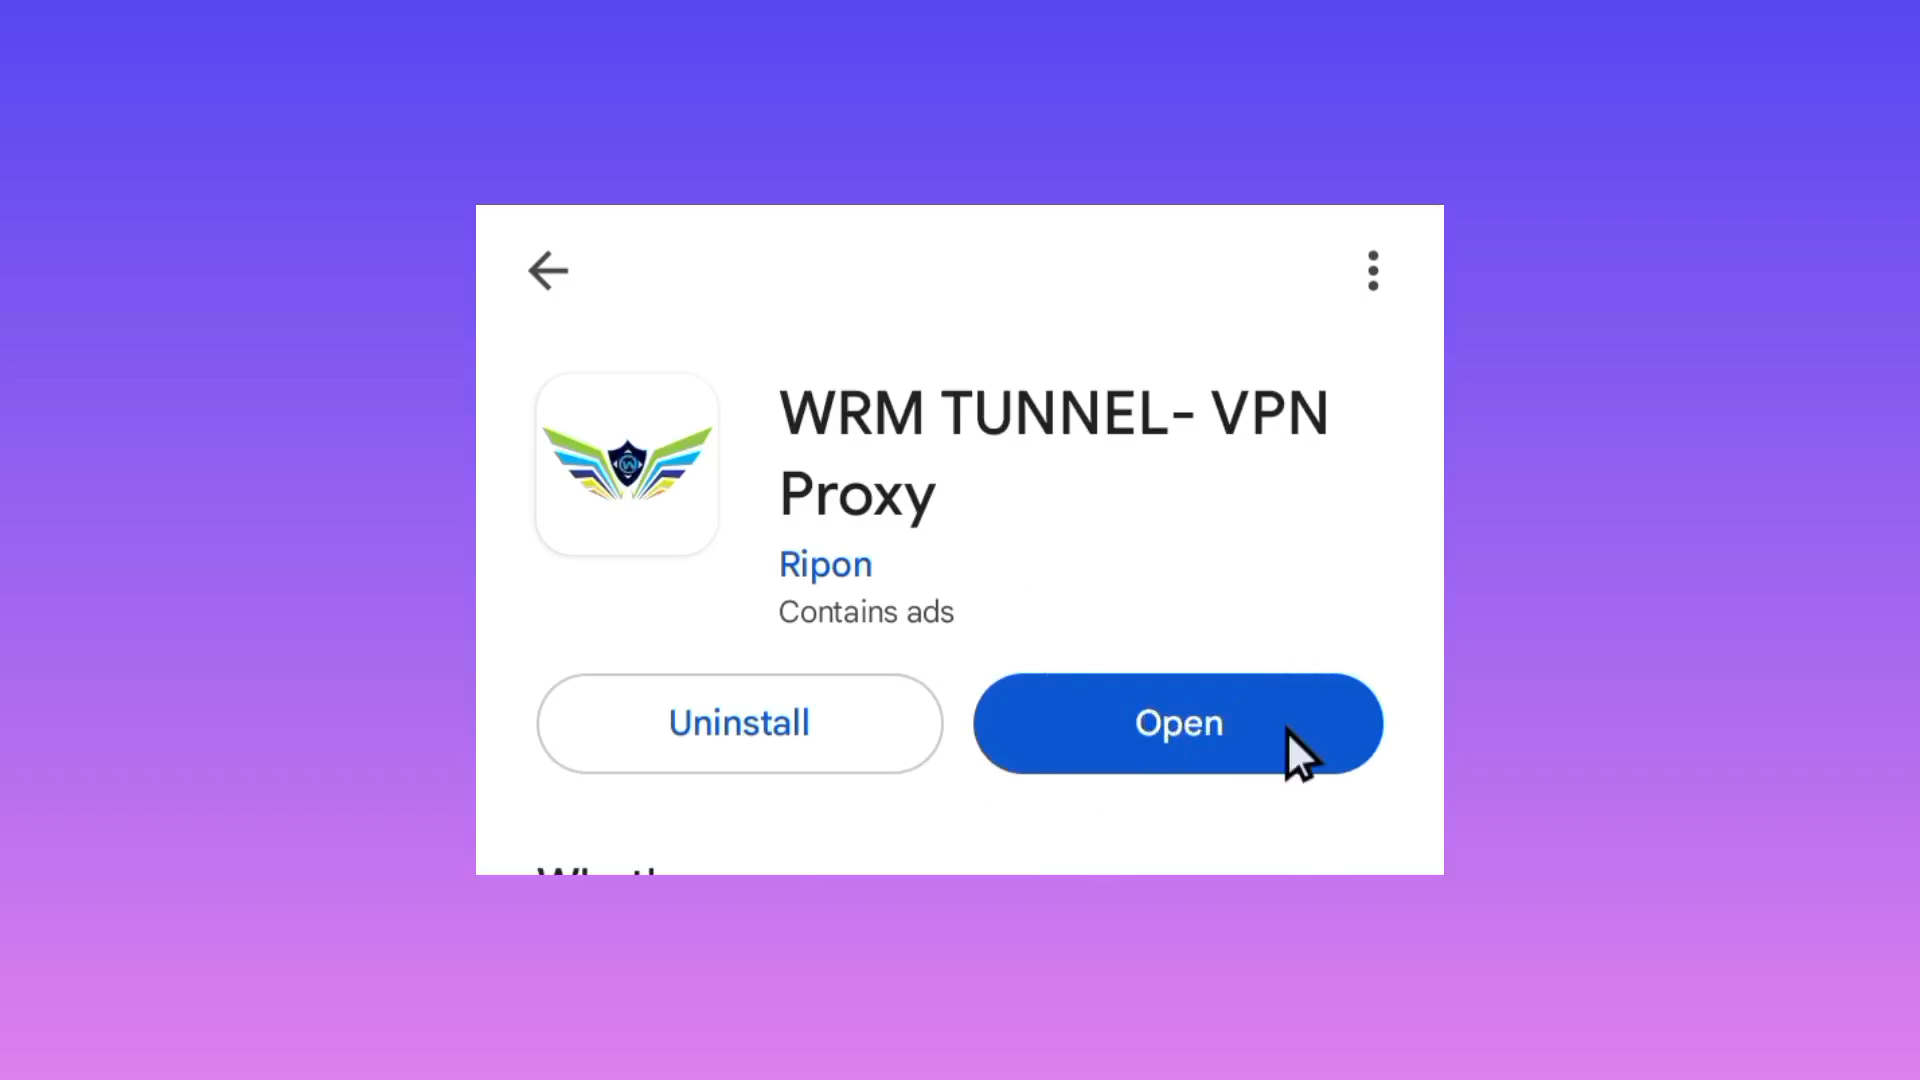 WRM TUNNEL- VPN
Proxy
Ripon
Contains ads
Uninstall
Open